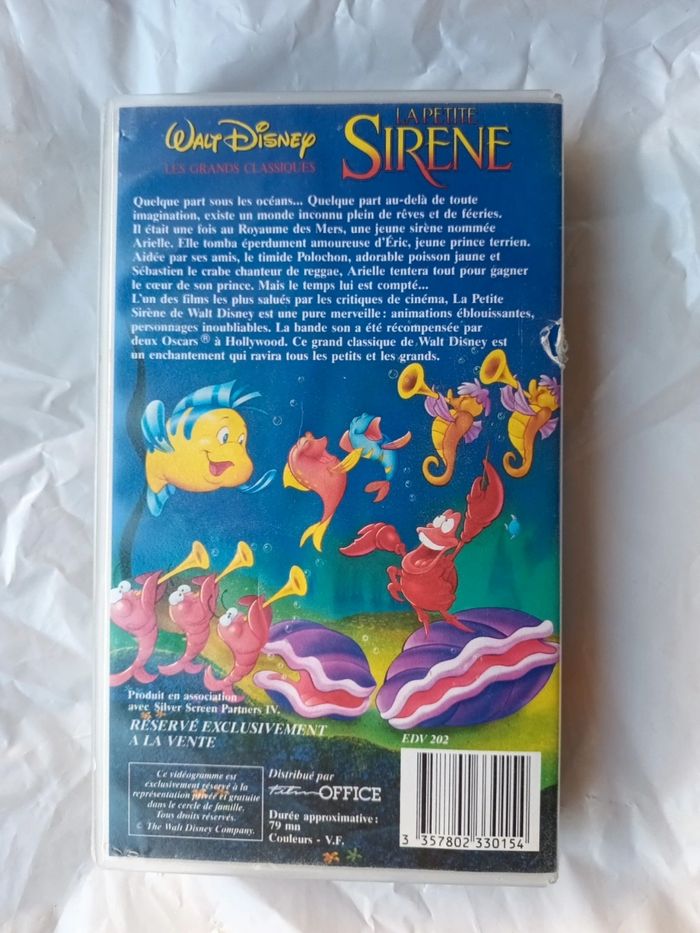 WALT DISNEY
LES GRANDS CLASSIQUES
LA PETITE
SIRENE
Quelque part sous les océans... Quelque part au-delà de toute
imagination, existe un monde inconnu plein de rêves et de féeries.
Il était une fois au Royaume des Mers, une jeune sirène nommée
Arielle. Elle tomba éperdument amoureuse d'Éric, jeune prince terrien.
Aidée par ses amis, le timide Polochon, adorable poisson jaune et
Sébastien le crabe chanteur de reggae, Arielle tentera tout pour gagner
le cœur de son prince. Mais le temps lui est compté...
L'un des films les plus salués par les critiques de cinéma, La Petite
Sirène de Walt Disney est une pure merveille : animations éblouissantes,
personnages inoubliables. La bande son a été récompensée par
deux Oscars ® à Hollywood. Ce grand classique de Walt Disney est
un enchantement qui ravira tous les petits et les grands.
Produit en association
avec Silver Screen Partners IV.
RÉSERVÉ EXCLUSIVEMENT
A LA VENTE
EDV 202
Ce vidéogramme est
exclusivement réservé à la
représentation privée et gratuite
dans le cercle de famille.
Tous droits réservés.
© The Walt Disney Company.
Distribué par
Film OFFICE
Durée approximative :
79 mn
Couleurs - V.F.
3 357802 330154